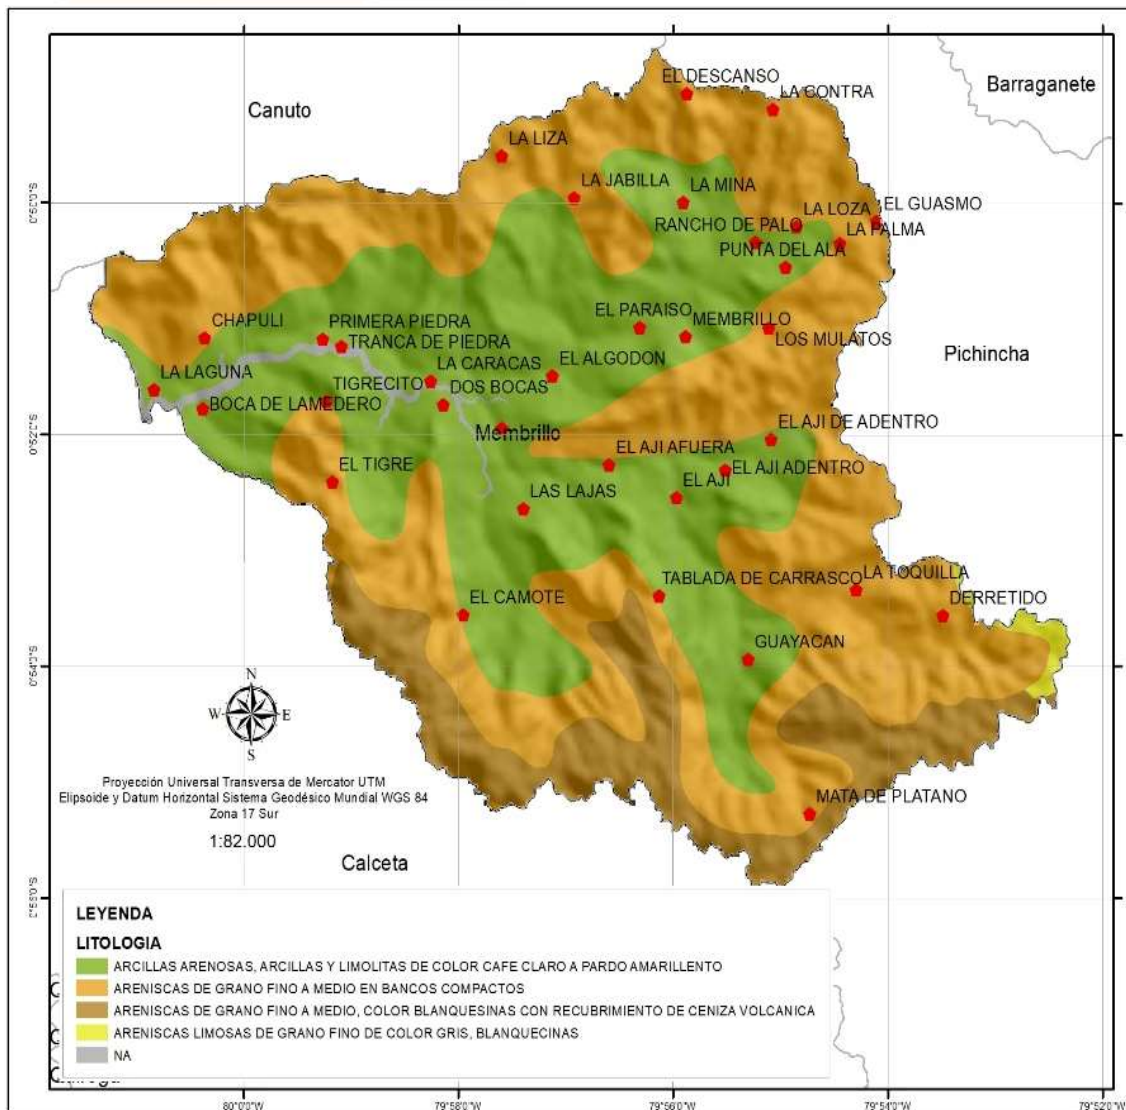 EL DESCANSO
LA CONTRA
Barraganete
Canuto
LA LIZA
LA JABILLA
LA MINA
LA LOZA
EL GUASMO
RANCHO DE PALO
LA PALMA
PUNTA DEL ALA
EL PARAISO
MEMBRILLO
LOS MULATOS
CHAPULI
PRIMERA PIEDRA
TRANCA DE PIEDRA
Pichincha
LA CARACAS
EL ALGODON
LA LAGUNA
TIGRECITO
DOS BOCAS
BOCA DE LAMEDERO
Membrillo
EL AJI DE ADENTRO
EL AJI AFUERA
EL AJI ADENTRO
EL TIGRE
EL AJI
LAS LAJAS
TABLADA DE CARRASCO
LA TOQUILLA
EL CAMOTE
DERRETIDO
GUAYACAN
N
W
E
S
Proyección Universal Transversa de Mercator UTM
Elipsoide y Datum Horizontal Sistema Geodésico Mundial WGS 84
Zona 17 Sur
1:82.000
MATA DE PLATANO
Calceta
LEYENDA
LITOLOGIA
ARCILLAS ARENOSAS, ARCILLAS Y LIMOLITAS DE COLOR CAFE CLARO A PARDO AMARILLENTO
ARENISCAS DE GRANO FINO A MEDIO EN BANCOS COMPACTOS
ARENISCAS DE GRANO FINO A MEDIO, COLOR BLANQUESINAS CON RECUBRIMIENTO DE CENIZA VOLCANICA
ARENISCAS LIMOSAS DE GRANO FINO DE COLOR GRIS, BLANQUECINAS
NA
80°0'0"W
79°58'0"W
79°56'0"W
79°54'0"W
79°52'0"W